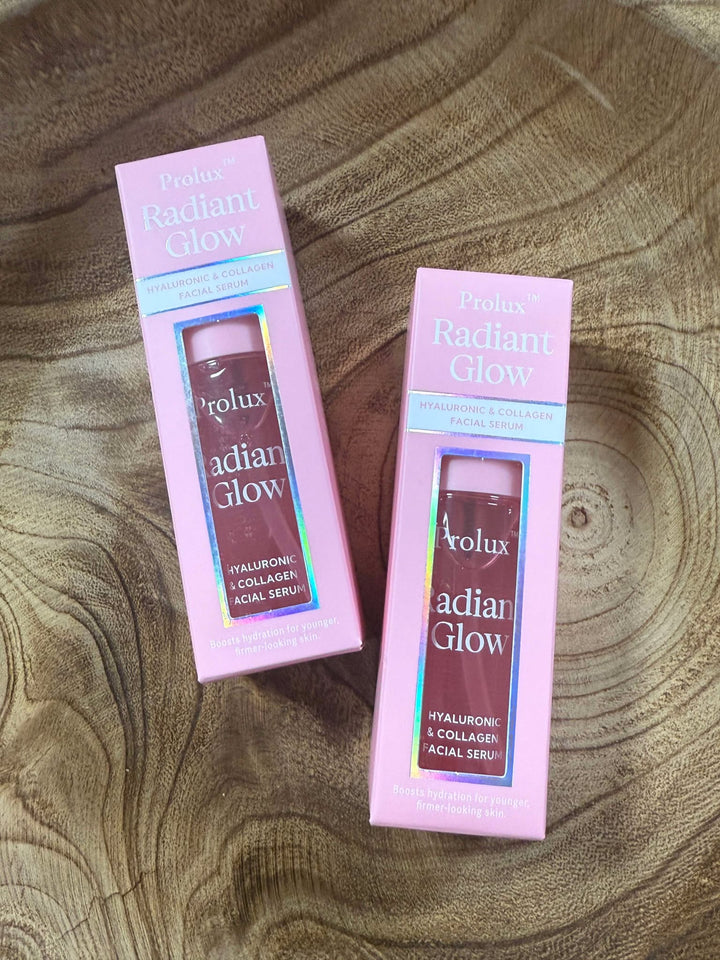 Prolux™
Radiant
Glow
HYALURONIC & COLLAGEN
FACIAL SERUM
Prolux™
adian
Glow
HYALURONIC
& COLLAGEN
FACIAL SERUM
Boosts hydration for younger,
firmer-looking skin.
Prolux™
Radiant
Glow
HYALURONIC & COLLAGEN
FACIAL SERUM
Prolux™
adian
Glow
HYALURONIC
& COLLAGEN
FACIAL SERUM
Boosts hydration for younger,
firmer-looking skin.